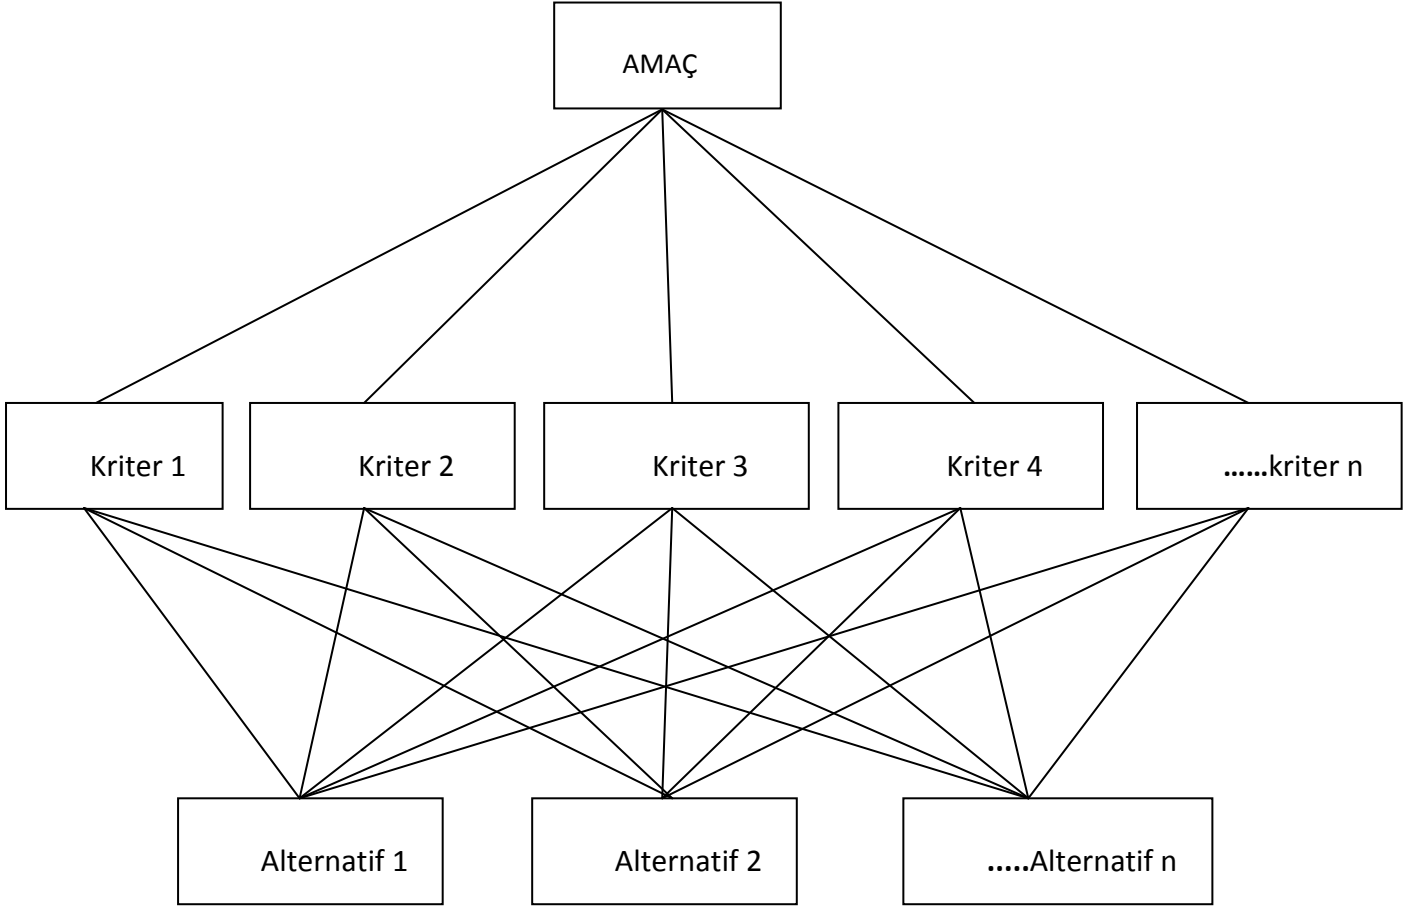 AMAÇ
Kriter 1
Kriter 2
Kriter 3
Kriter 4
......kriter n
Alternatif 1
Alternatif 2
.....Alternatif n